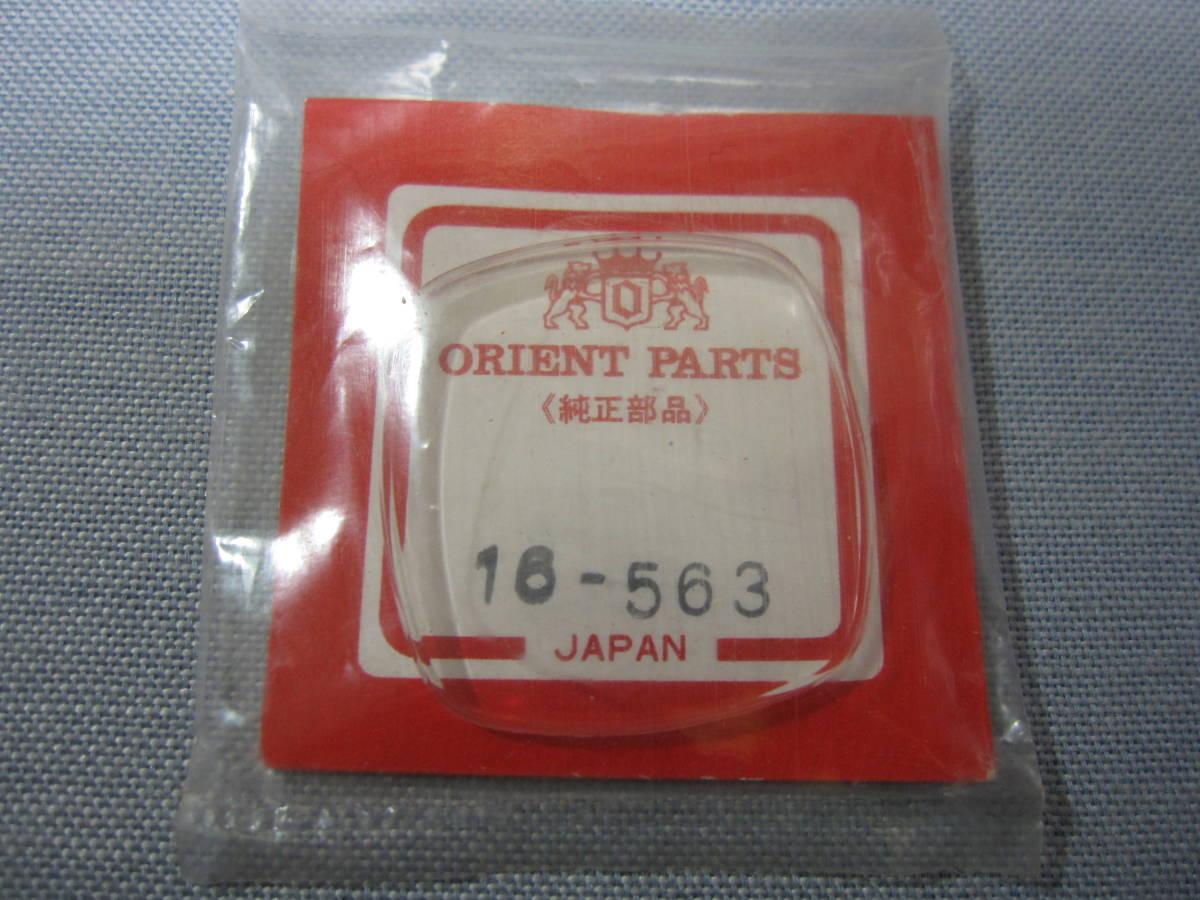 O
ORIENT PARTS
《純正部品》
16-563
JAPAN